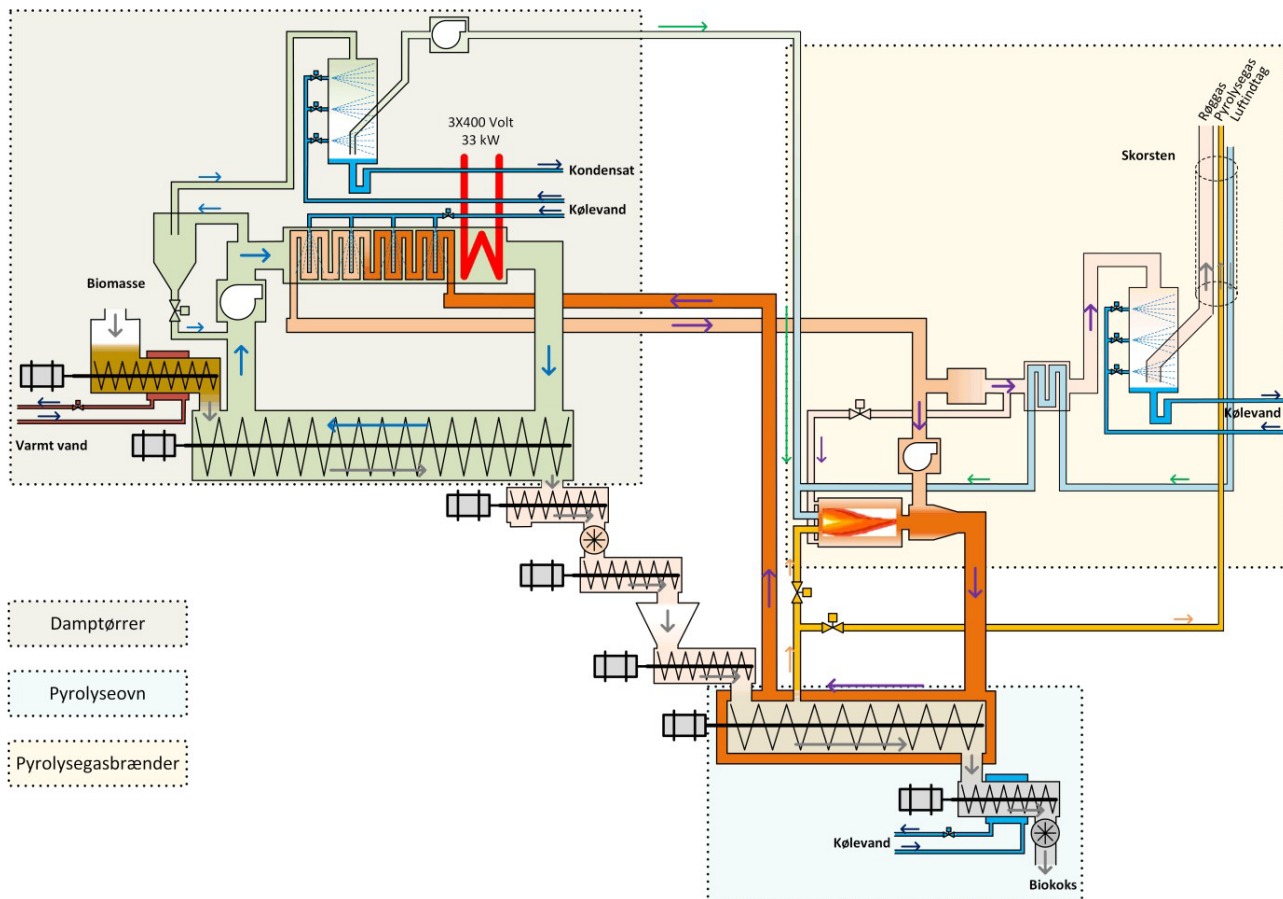 3X400 Volt
33 kW
Kondensat
Kølevand
Biomasse
Varmt vand
Røggas
Pyrolysegas
Luftindtag
Skorsten
Kølevand
Damptørrer
Pyrolyseovn
Pyrolysegasbrænder
Kølevand
Biokoks